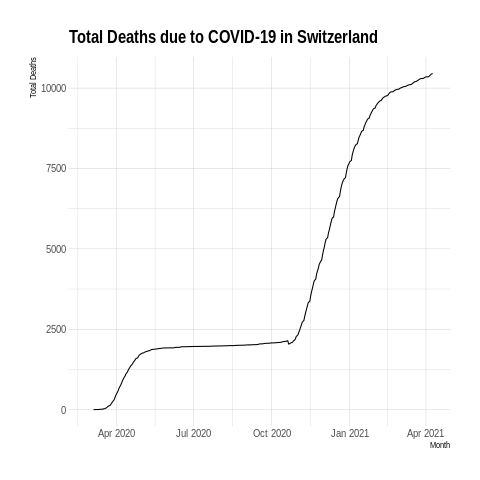 Total Deaths due to COVID-19 in Switzerland
Total Deaths
10000
7500
5000
2500
0
Apr 2020 Jul 2020 Oct 2020 Jan 2021 Apr 2021
Month